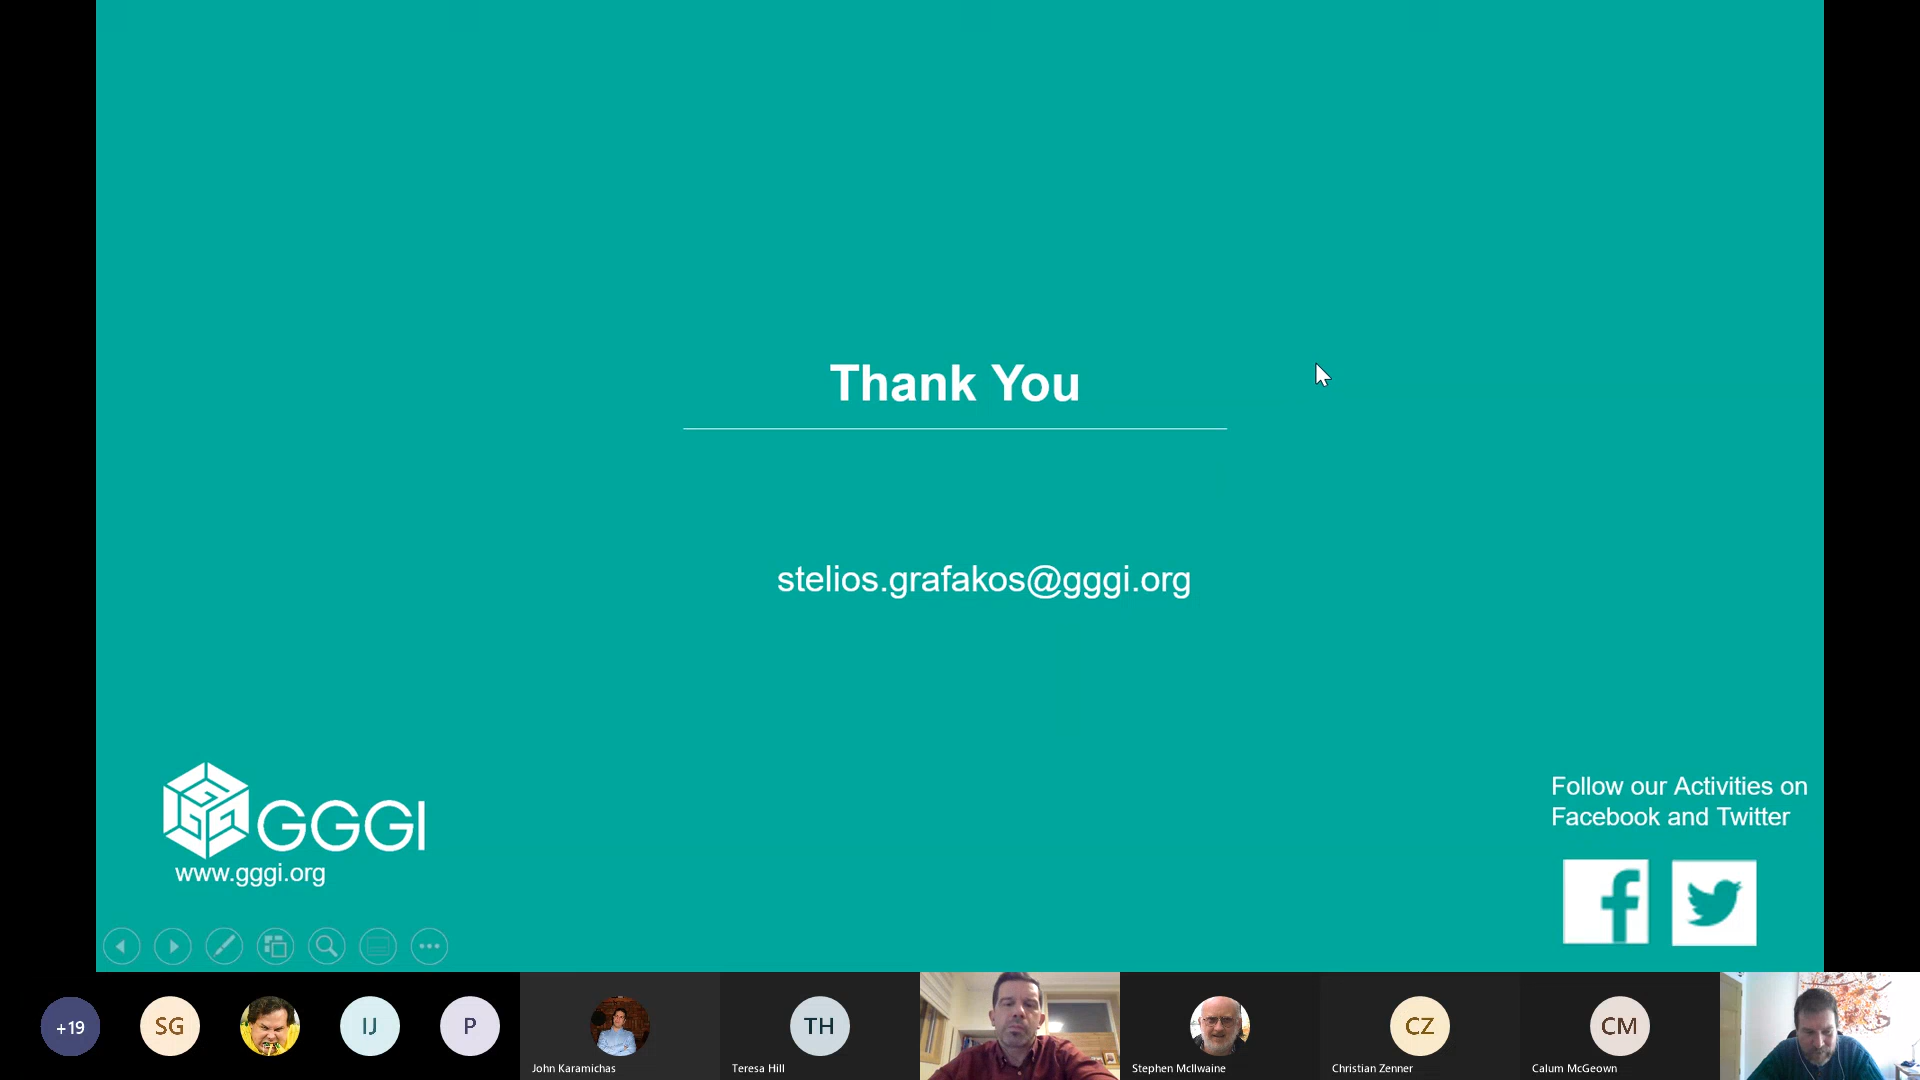 Thank You
stelios.grafakos@gggi.org
GGGI
www.gggi.org
Follow our Activities on
Facebook and Twitter
+19
SG
IJ
P
John Karamichas
TH
Teresa Hill
Stephen McIlwaine
CZ
Christian Zenner
CM
Calum McGeown